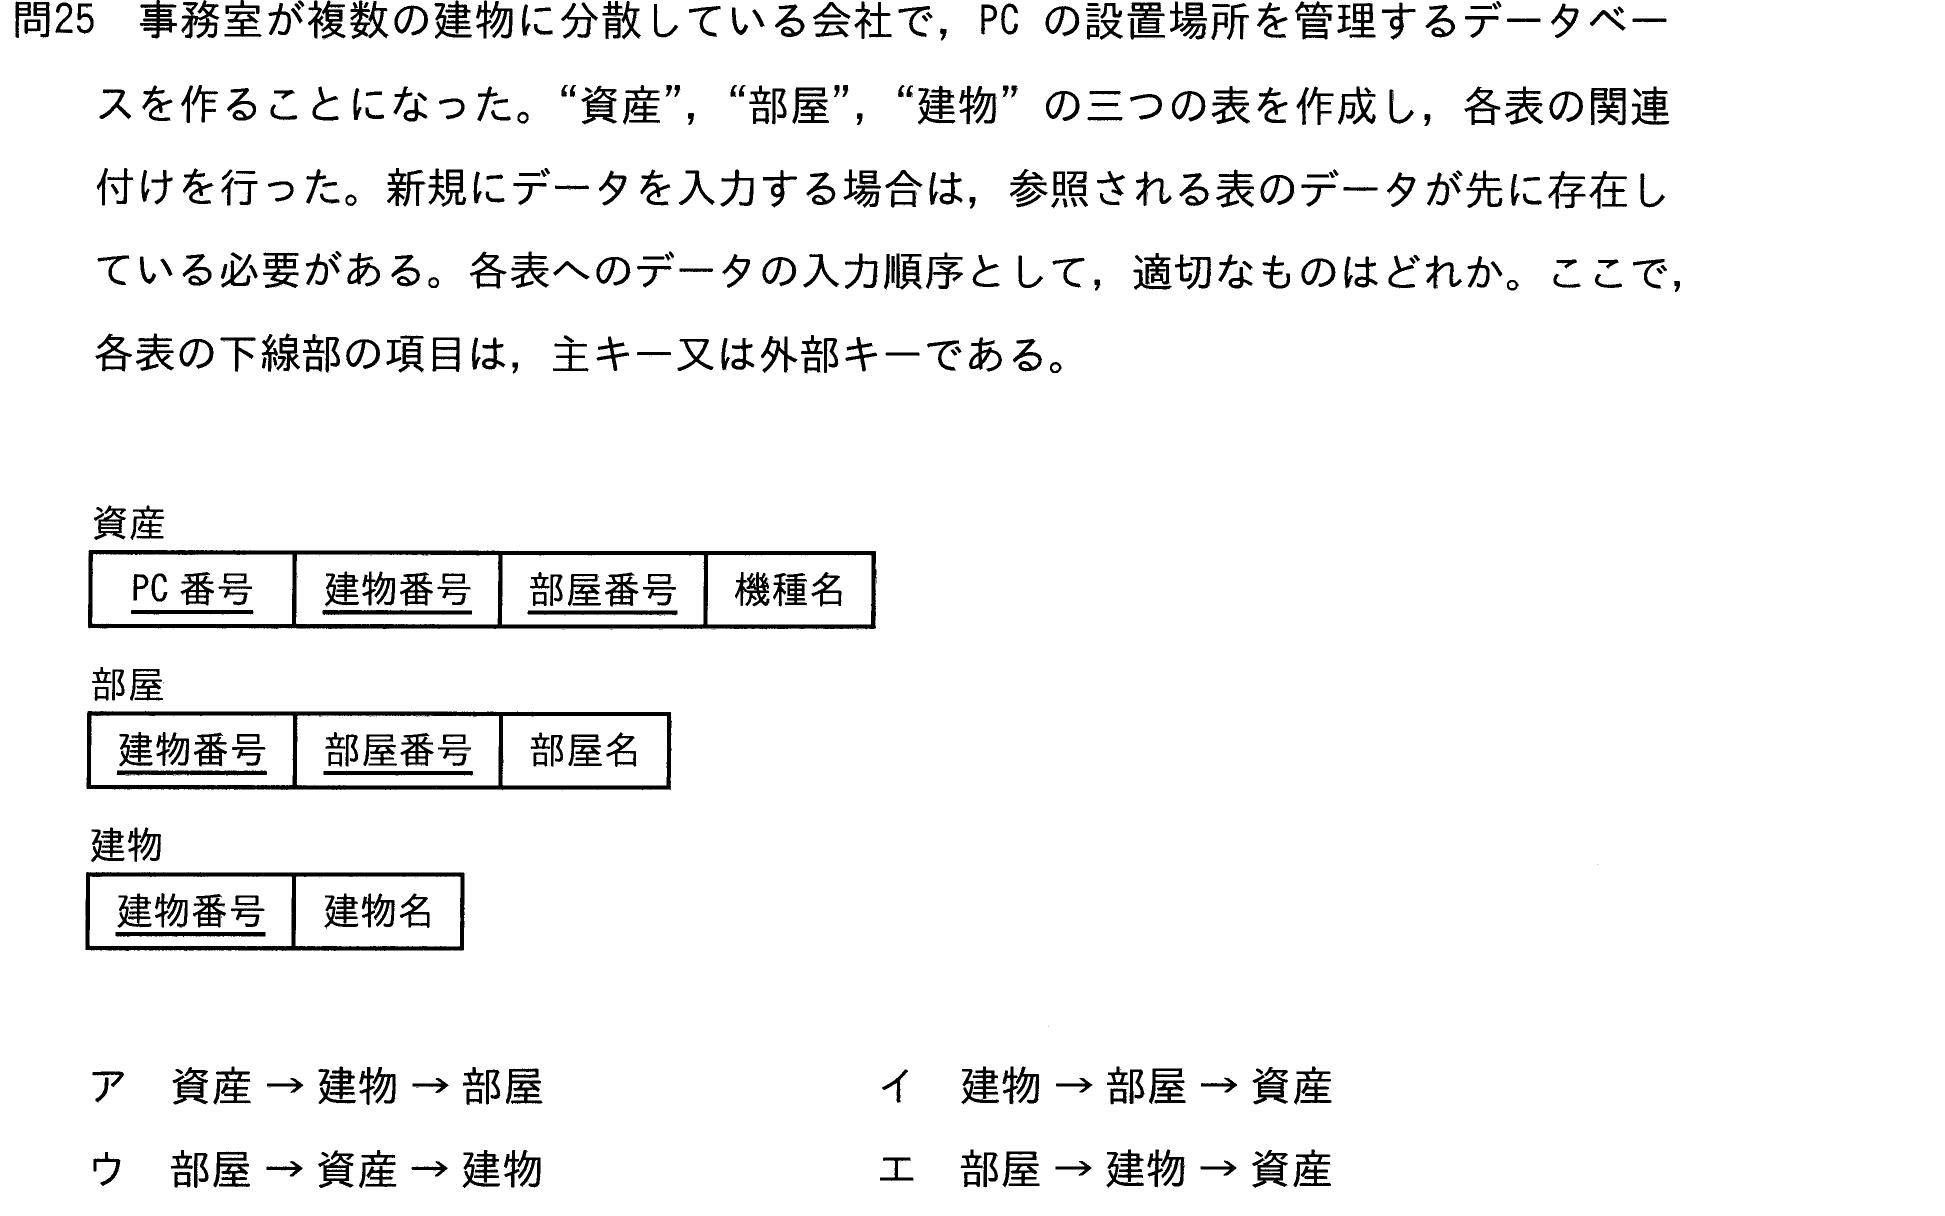 問25　事務室が複数の建物に分散している会社で，PC の設置場所を管理するデータベー
スを作ることになった。“資産”，“部屋”，“建物” の三つの表を作成し，各表の関連
付けを行った。新規にデータを入力する場合は，参照される表のデータが先に存在し
ている必要がある。各表へのデータの入力順序として，適切なものはどれか。ここで，
各表の下線部の項目は，主キー又は外部キーである。
資産
PC 番号　建物番号　部屋番号　機種名
部屋
建物番号　部屋番号　部屋名
建物
建物番号　建物名
ア　資産 → 建物 → 部屋　イ　建物 → 部屋 → 資産
ウ　部屋 → 資産 → 建物　エ　部屋 → 建物 → 資産